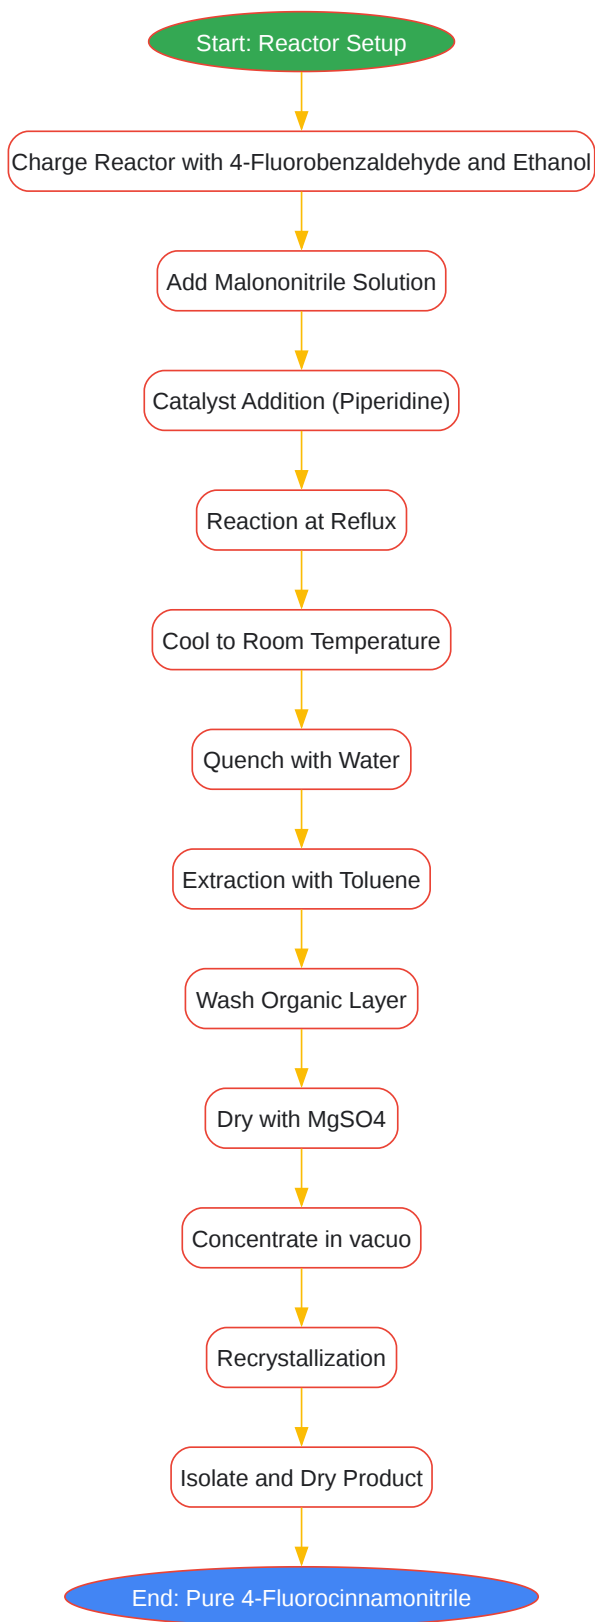 Start: Reactor Setup
Charge Reactor with 4-Fluorobenzaldehyde and Ethanol
Add Malononitrile Solution
Catalyst Addition (Piperidine)
Reaction at Reflux
Cool to Room Temperature
Quench with Water
Extraction with Toluene
Wash Organic Layer
Dry with MgSO4
Concentrate in vacuo
Recrystallization
Isolate and Dry Product
End: Pure 4-Fluorocinnamonitrile